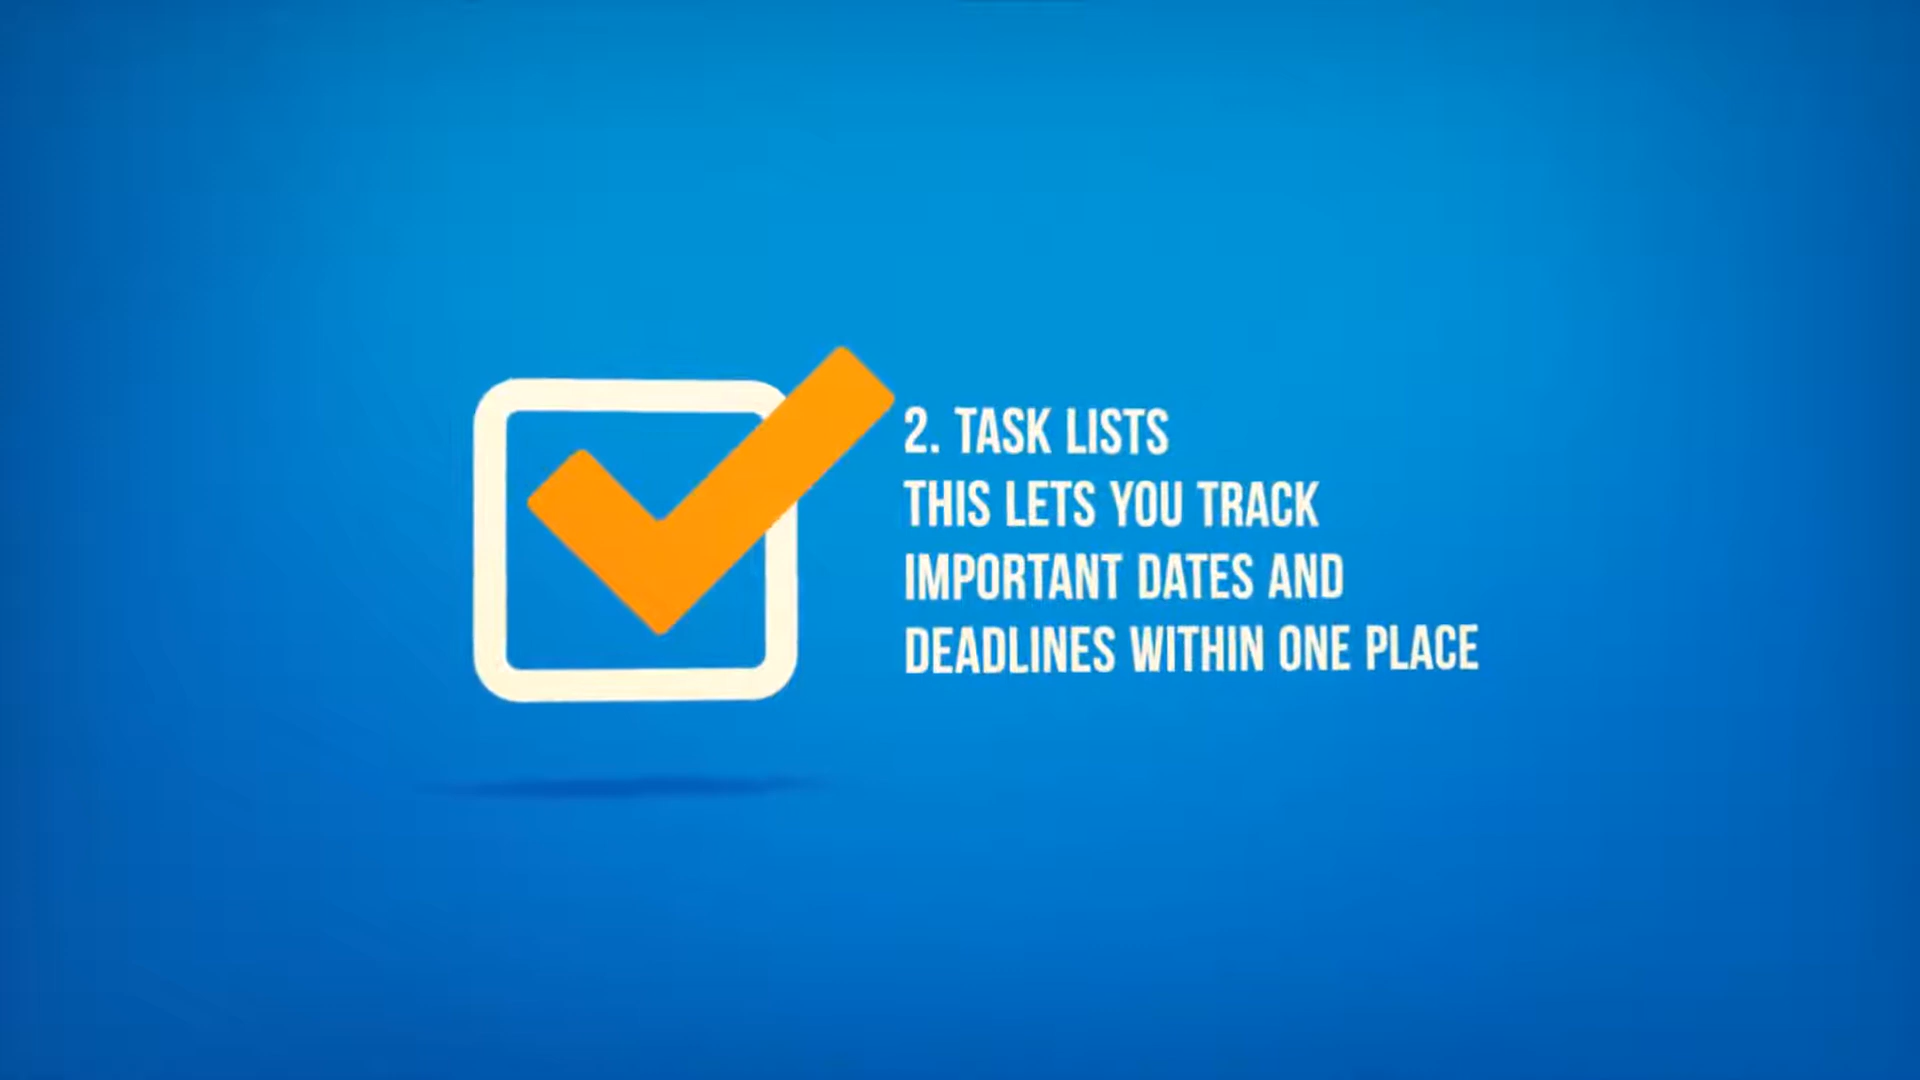 2. TASK LISTS
THIS LETS YOU TRACK
IMPORTANT DATES AND
DEADLINES WITHIN ONE PLACE